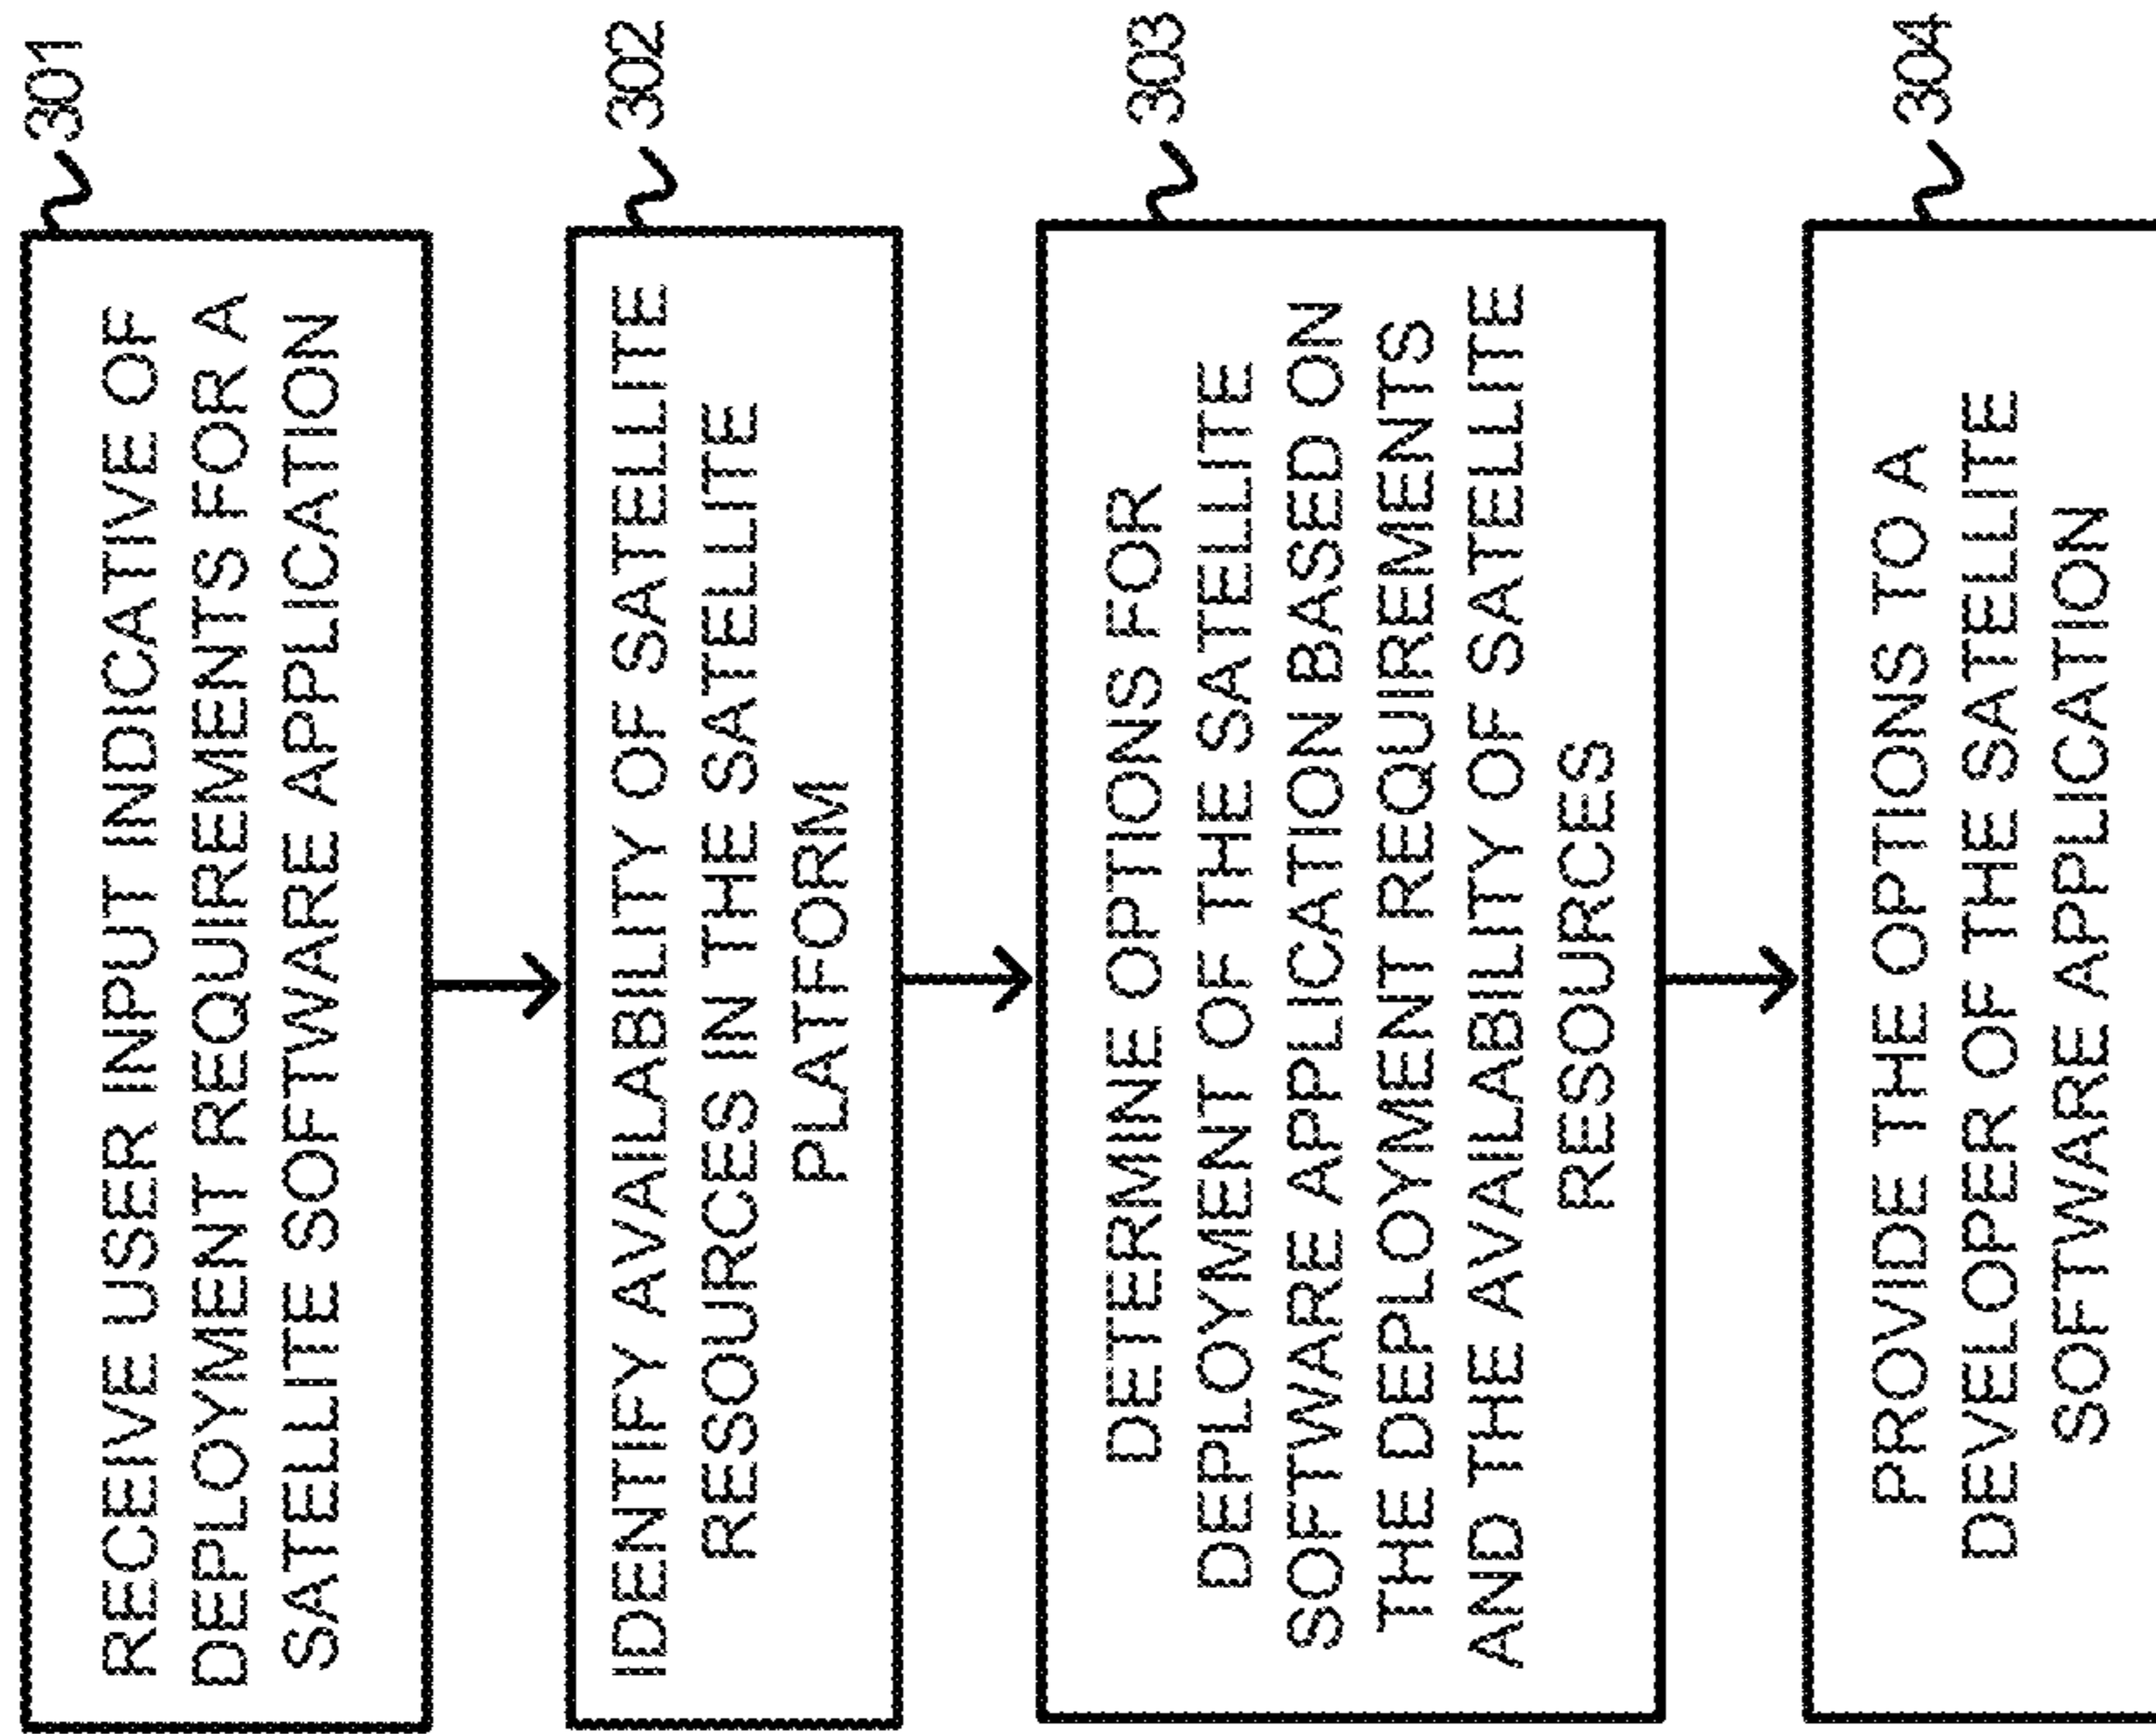 301
RECEIVE USER INPUT INDICATIVE OF
DEPLOYMENT REQUIREMENTS FOR A
SATELLITE SOFTWARE APPLICATION
302
IDENTIFY AVAILABILITY OF SATELLITE
RESOURCES IN THE SATELLITE
PLATFORM
303
DETERMINE OPTIONS FOR
DEPLOYMENT OF THE SATELLITE
SOFTWARE APPLICATION BASED ON
THE DEPLOYMENT REQUIREMENTS
AND THE AVAILABILITY OF SATELLITE
RESOURCES
304
PROVIDE THE OPTIONS TO A
DEVELOPER OF THE SATELLITE
SOFTWARE APPLICATION